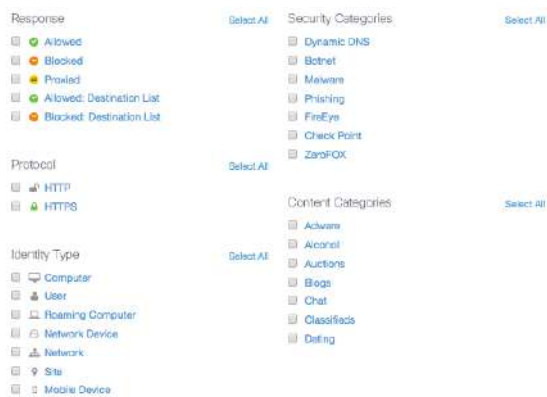 Response Select All
Allowed
Blocked
Proxied
Allowed: Destination List
Blocked: Destination List
Protocol Select All
HTTP
HTTPS
Identity Type Select All
Computer
User
Roaming Computer
Network Device
Network
Site
Mobile Device
Security Categories Select All
Dynamic DNS
Botnet
Malware
Phishing
FireEye
Check Point
ZeroFOX
Content Categories Select All
Adware
Alcohol
Auctions
Blogs
Chat
Classifieds
Dating